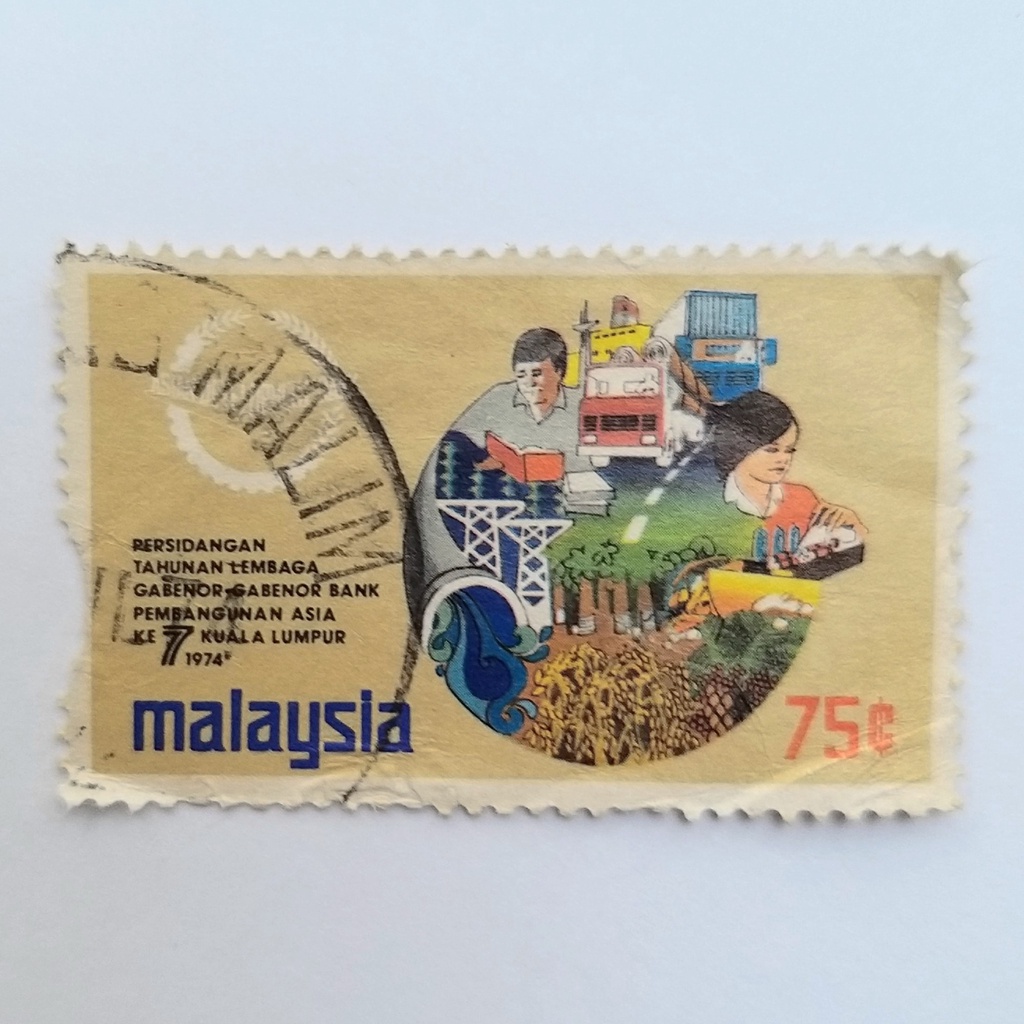 PERSIDANGAN
TAHUNAN LEMBAGA
GABENOR-GABENOR BANK
PEMBANGUNAN ASIA
KE 7 KUALA LUMPUR
1974
malaysia
75¢